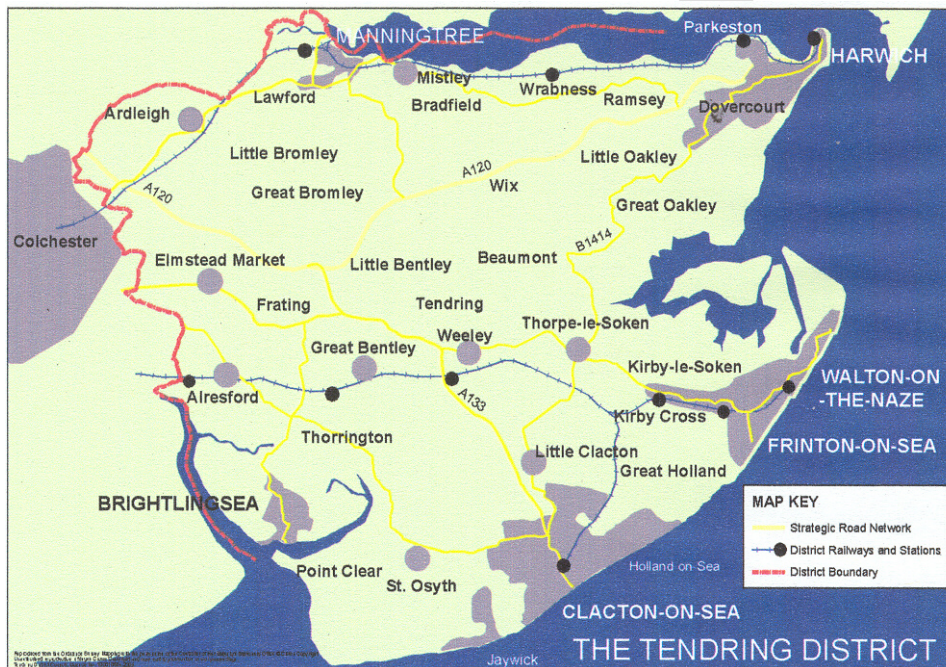 Parkeston
MANNINGTREE
HARWICH
Mistley
Wrabness
Lawford
Bradfield
Ramsey
Ardleigh
Dovercourt
Little Bromley
Little Oakley
A120
A120
Wix
Great Bromley
Great Oakley
Colchester
B1414
Elmstead Market
Little Bentley
Beaumont
Frating
Tendring
Thorpe-le-Soken
Weeley
Great Bentley
Kirby-le-Soken
WALTON-ON
-THE-NAZE
Alresford
A133
Kirby Cross
Thorrington
FRINTON-ON-SEA
Little Clacton
Great Holland
BRIGHTLINGSEA
MAP KEY
Strategic Road Network
District Railways and Stations
District Boundary
Holland-on-Sea
Point Clear
St. Osyth
CLACTON-ON-SEA
THE TENDRING DISTRICT
Jaywick